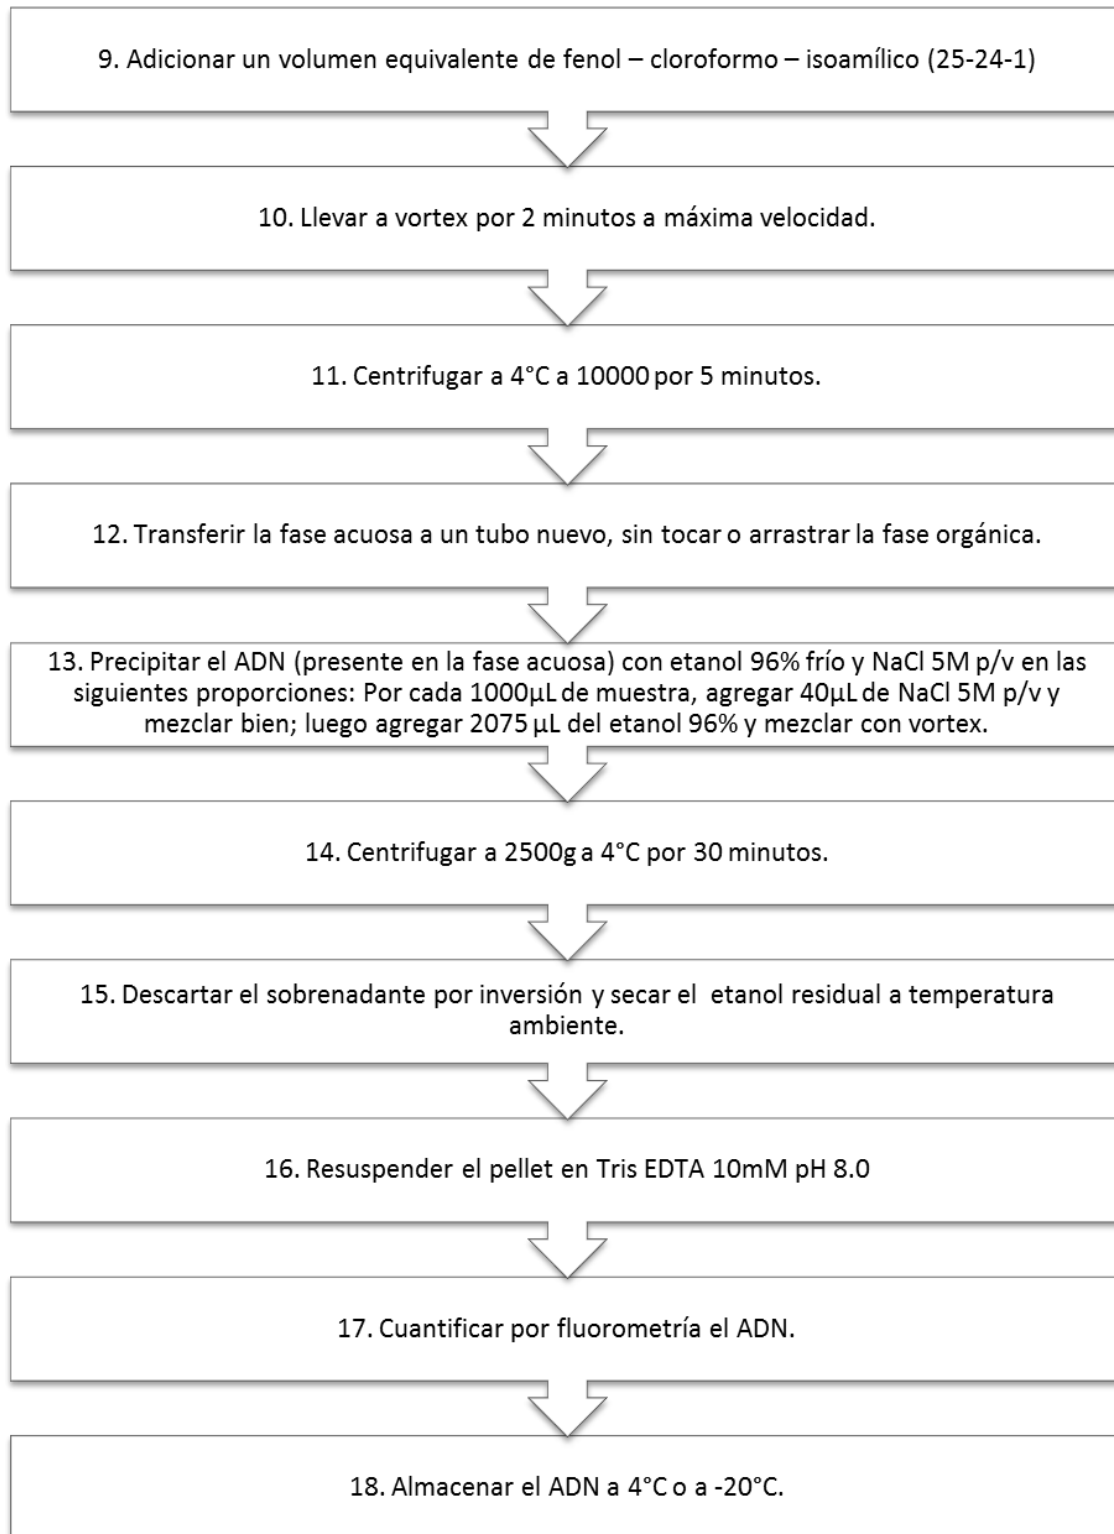 9. Adicionar un volumen equivalente de fenol – cloroformo – isoamílico (25-24-1)
10. Llevar a vortex por 2 minutos a máxima velocidad.
11. Centrifugar a 4°C a 10000 por 5 minutos.
12. Transferir la fase acuosa a un tubo nuevo, sin tocar o arrastrar la fase orgánica.
13. Precipitar el ADN (presente en la fase acuosa) con etanol 96% frío y NaCl 5M p/v en las
siguientes proporciones: Por cada 1000µL de muestra, agregar 40µL de NaCl 5M p/v y
mezclar bien; luego agregar 2075 µL del etanol 96% y mezclar con vortex.
14. Centrifugar a 2500g a 4°C por 30 minutos.
15. Descartar el sobrenadante por inversión y secar el etanol residual a temperatura
ambiente.
16. Resuspender el pellet en Tris EDTA 10mM pH 8.0
17. Cuantificar por fluorometría el ADN.
18. Almacenar el ADN a 4°C o a -20°C.